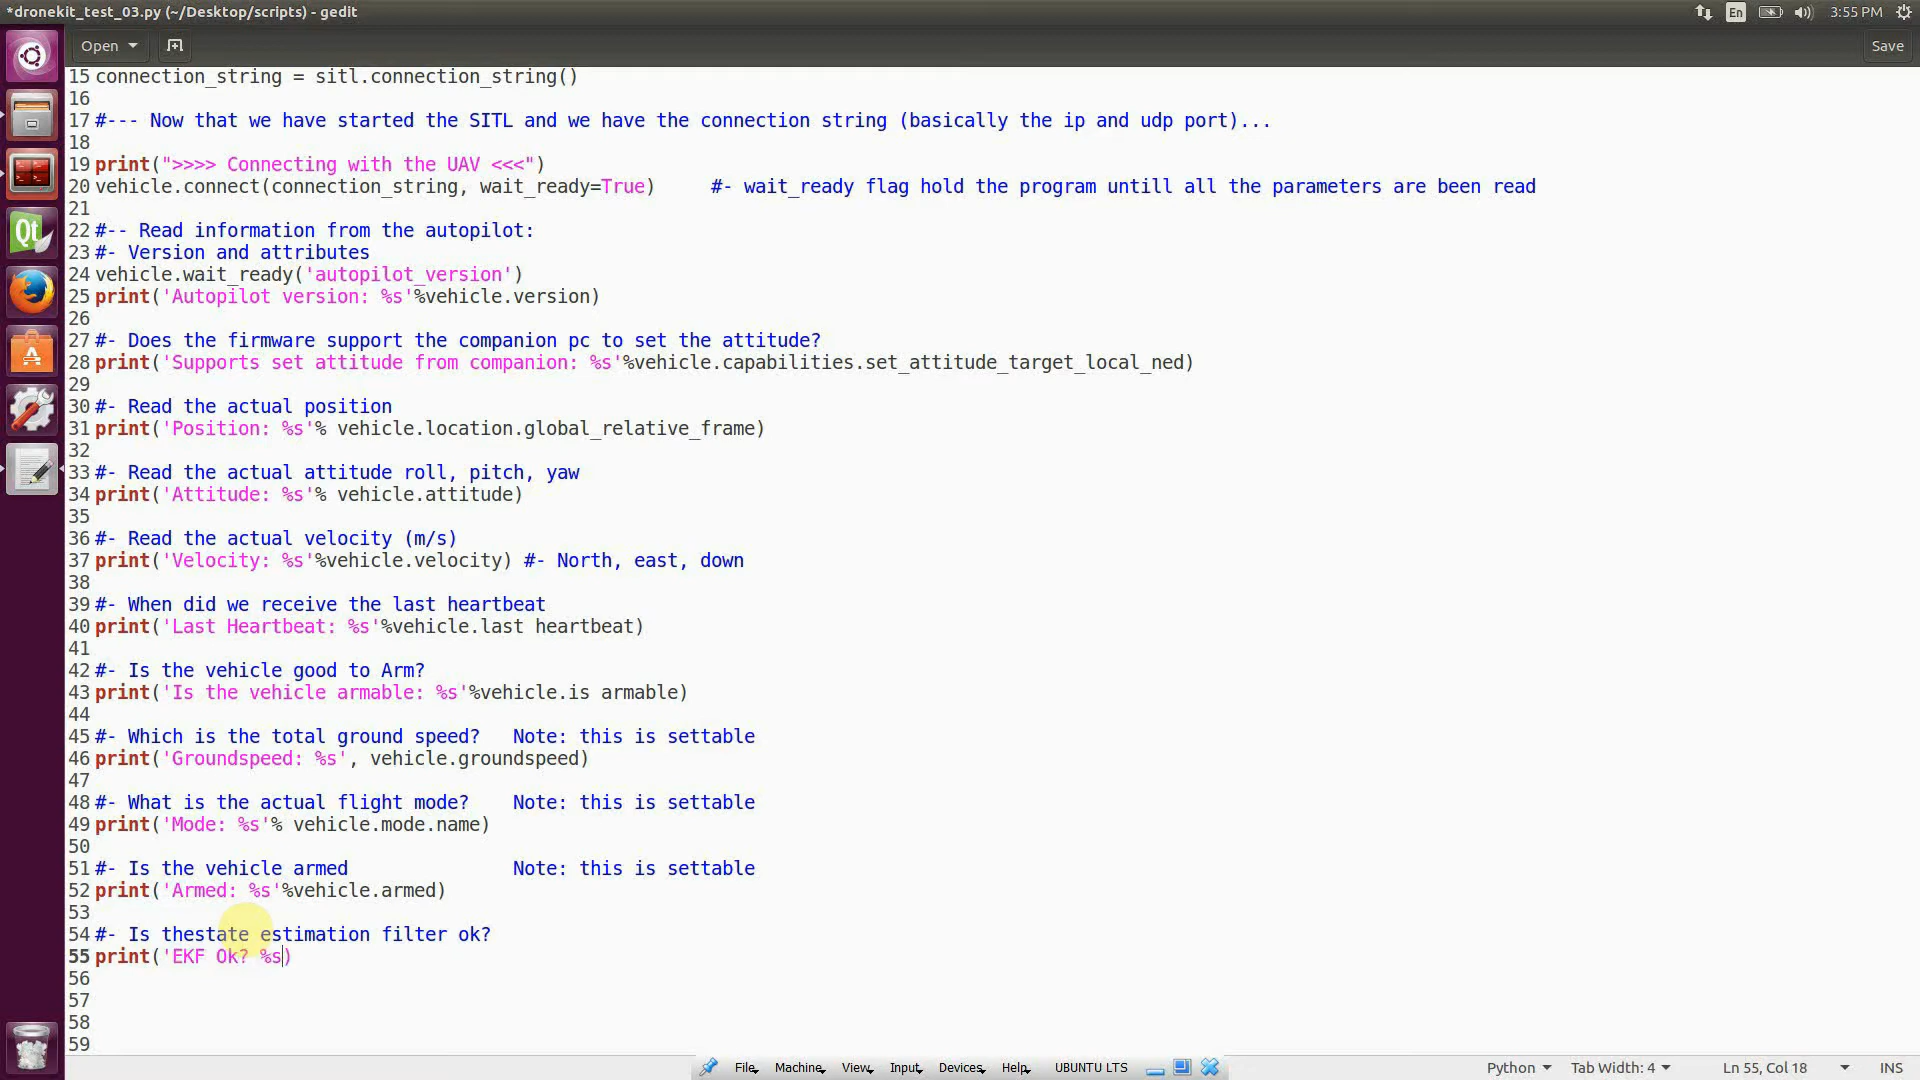 *dronekit_test_03.py (~/Desktop/scripts) - gedit
En
3:55 PM
Open
Save
15 connection_string = sitl.connection_string()
16
17 #--- Now that we have started the SITL and we have the connection string (basically the ip and udp port)...
18
19 print(">>>> Connecting with the UAV <<<")
20 vehicle.connect(connection_string, wait_ready=True)     #- wait_ready flag hold the program untill all the parameters are been read
21
22 #-- Read information from the autopilot:
23 #- Version and attributes
24 vehicle.wait_ready('autopilot_version')
25 print('Autopilot version: %s'%vehicle.version)
26
27 #- Does the firmware support the companion pc to set the attitude?
28 print('Supports set attitude from companion: %s'%vehicle.capabilities.set_attitude_target_local_ned)
29
30 #- Read the actual position
31 print('Position: %s'% vehicle.location.global_relative_frame)
32
33 #- Read the actual attitude roll, pitch, yaw
34 print('Attitude: %s'% vehicle.attitude)
35
36 #- Read the actual velocity (m/s)
37 print('Velocity: %s'%vehicle.velocity) #- North, east, down
38
39 #- When did we receive the last heartbeat
40 print('Last Heartbeat: %s'%vehicle.last heartbeat)
41
42 #- Is the vehicle good to Arm?
43 print('Is the vehicle armable: %s'%vehicle.is armable)
44
45 #- Which is the total ground speed?   Note: this is settable
46 print('Groundspeed: %s', vehicle.groundspeed)
47
48 #- What is the actual flight mode?    Note: this is settable
49 print('Mode: %s'% vehicle.mode.name)
50
51 #- Is the vehicle armed               Note: this is settable
52 print('Armed: %s'%vehicle.armed)
53
54 #- Is thestate estimation filter ok?
55 print('EKF Ok? %s)
56
57
58
59
File Machine View Input Devices Help UBUNTU LTS
Python Tab Width: 4 Ln 55, Col 18 INS